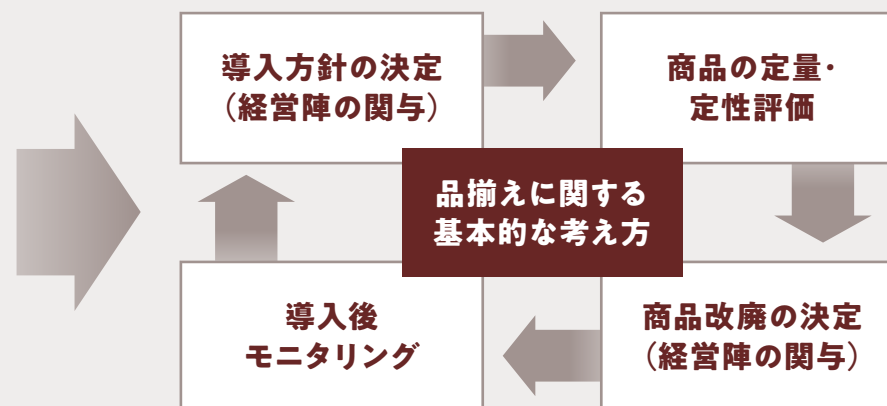 導入方針の決定
（経営陣の関与）
商品の定量・
定性評価
品揃えに関する
基本的な考え方
導入後
モニタリング
商品改廃の決定
（経営陣の関与）